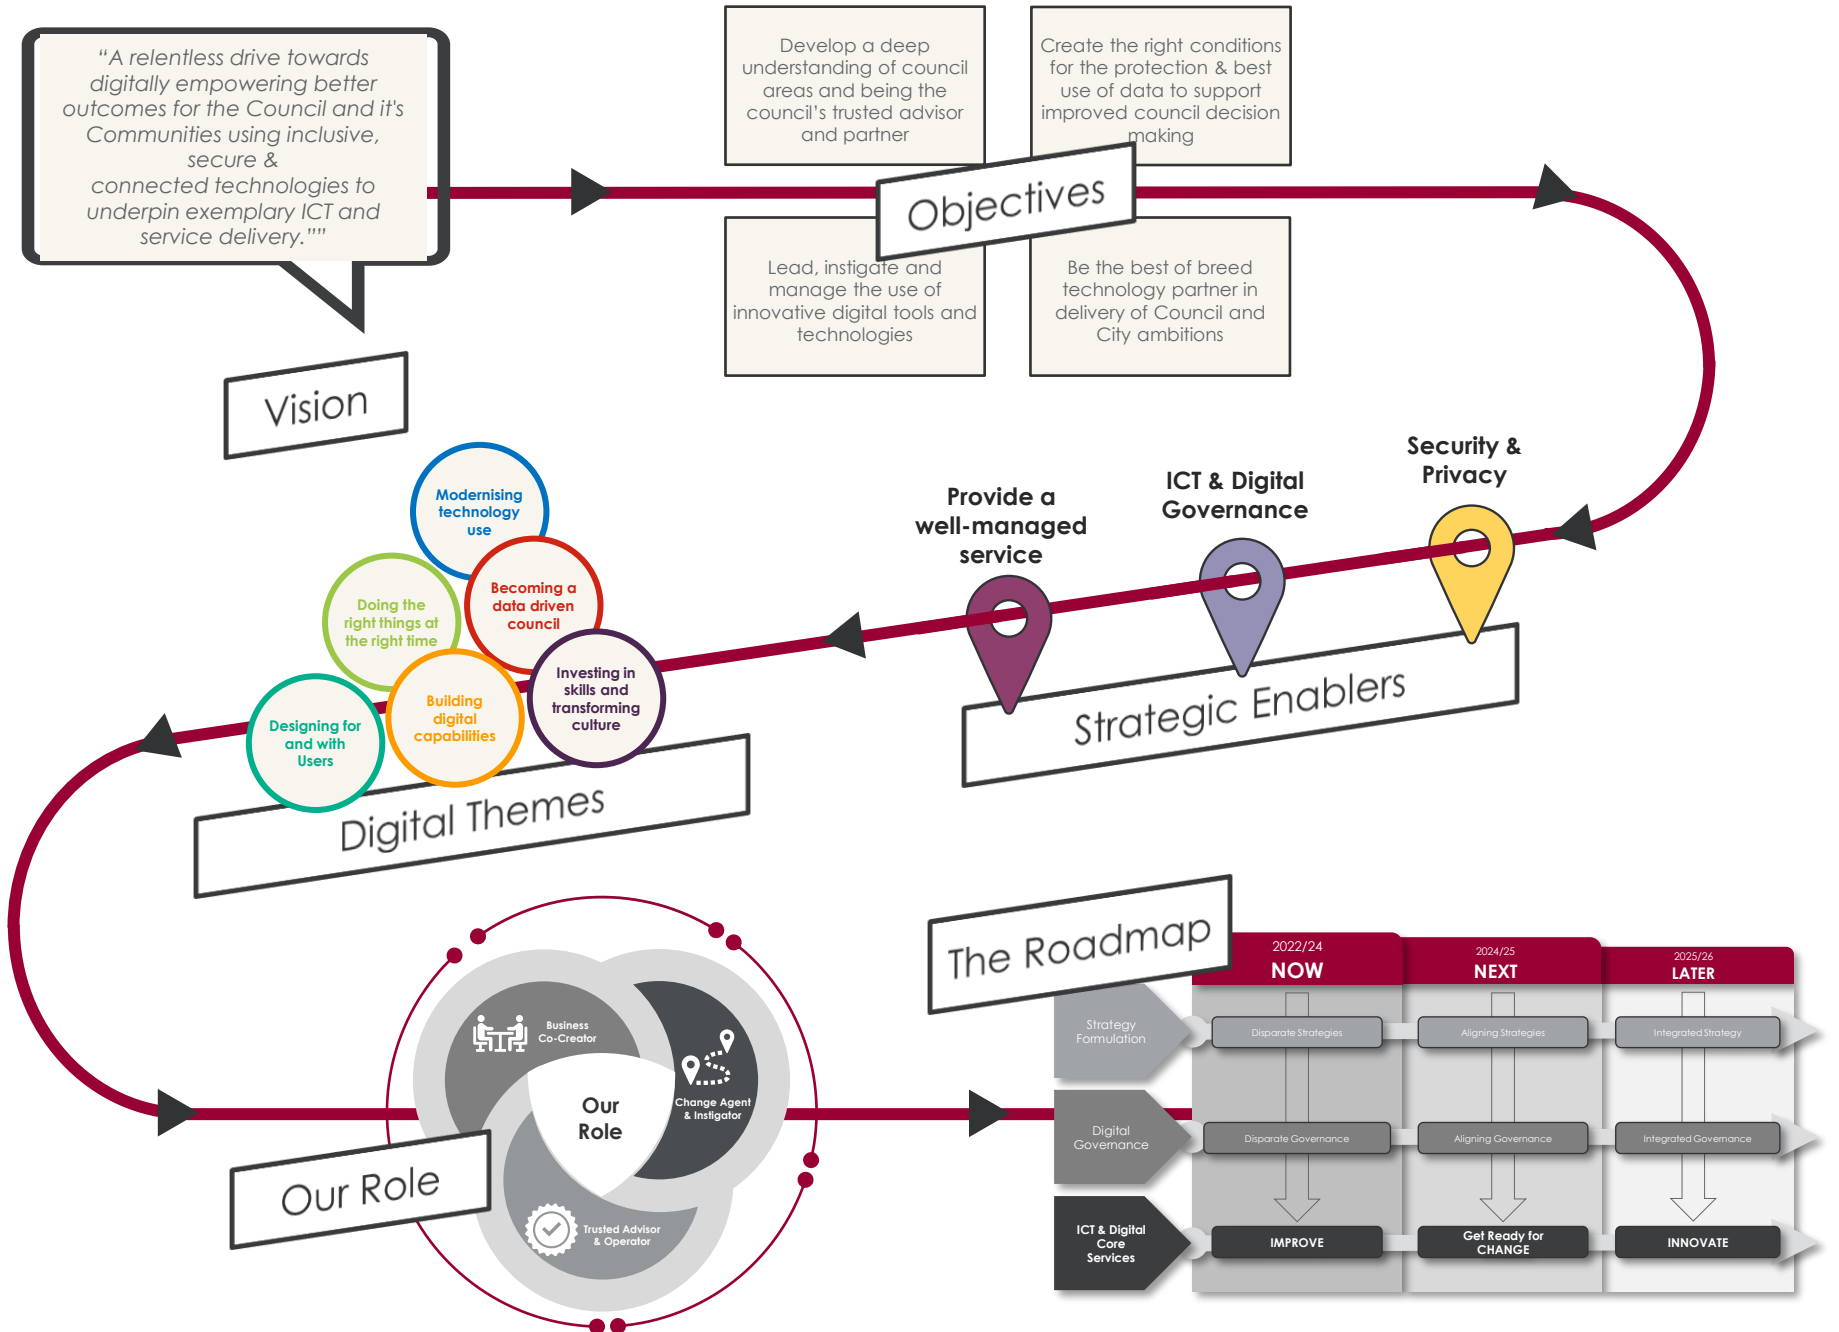 “A relentless drive towards
digitally empowering better
outcomes for the Council and it's
Communities using inclusive,
secure &
connected technologies to
underpin exemplary ICT and
service delivery.””
Vision
Develop a deep
understanding of council
areas and being the
council’s trusted advisor
and partner
Create the right conditions
for the protection & best
use of data to support
improved council decision
making
Objectives
Lead, instigate and
manage the use of
innovative digital tools and
technologies
Be the best of breed
technology partner in
delivery of Council and
City ambitions
Security &
Privacy
ICT & Digital
Governance
Provide a
well-managed
service
Strategic Enablers
Modernising
technology
use
Becoming a
data driven
council
Doing the
right things at
the right time
Investing in
skills and
transforming
culture
Building
digital
capabilities
Designing for
and with
Users
Digital Themes
Business
Co-Creator
Change Agent
& Instigator
Our
Role
Trusted Advisor
& Operator
Our Role
The Roadmap
2022/24
NOW
2024/25
NEXT
2025/26
LATER
Strategy
Formulation
Disparate Strategies
Aligning Strategies
Integrated Strategy
Digital
Governance
Disparate Governance
Aligning Governance
Integrated Governance
ICT & Digital
Core
Services
IMPROVE
Get Ready for
CHANGE
INNOVATE